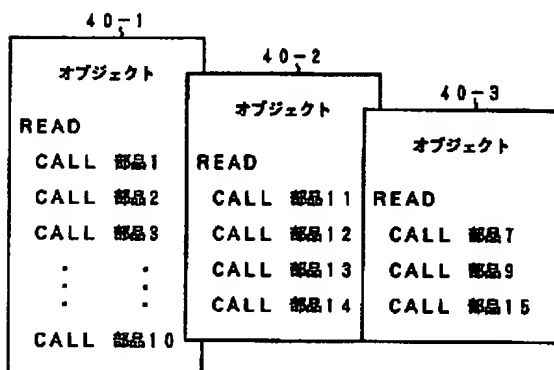 40-1
オブジェクト
READ
CALL 部品1
CALL 部品2
CALL 部品3
・ ・
・ ・
・ ・
CALL 部品10
40-2
オブジェクト
READ
CALL 部品11
CALL 部品12
CALL 部品13
CALL 部品14
40-3
オブジェクト
READ
CALL 部品7
CALL 部品9
CALL 部品15